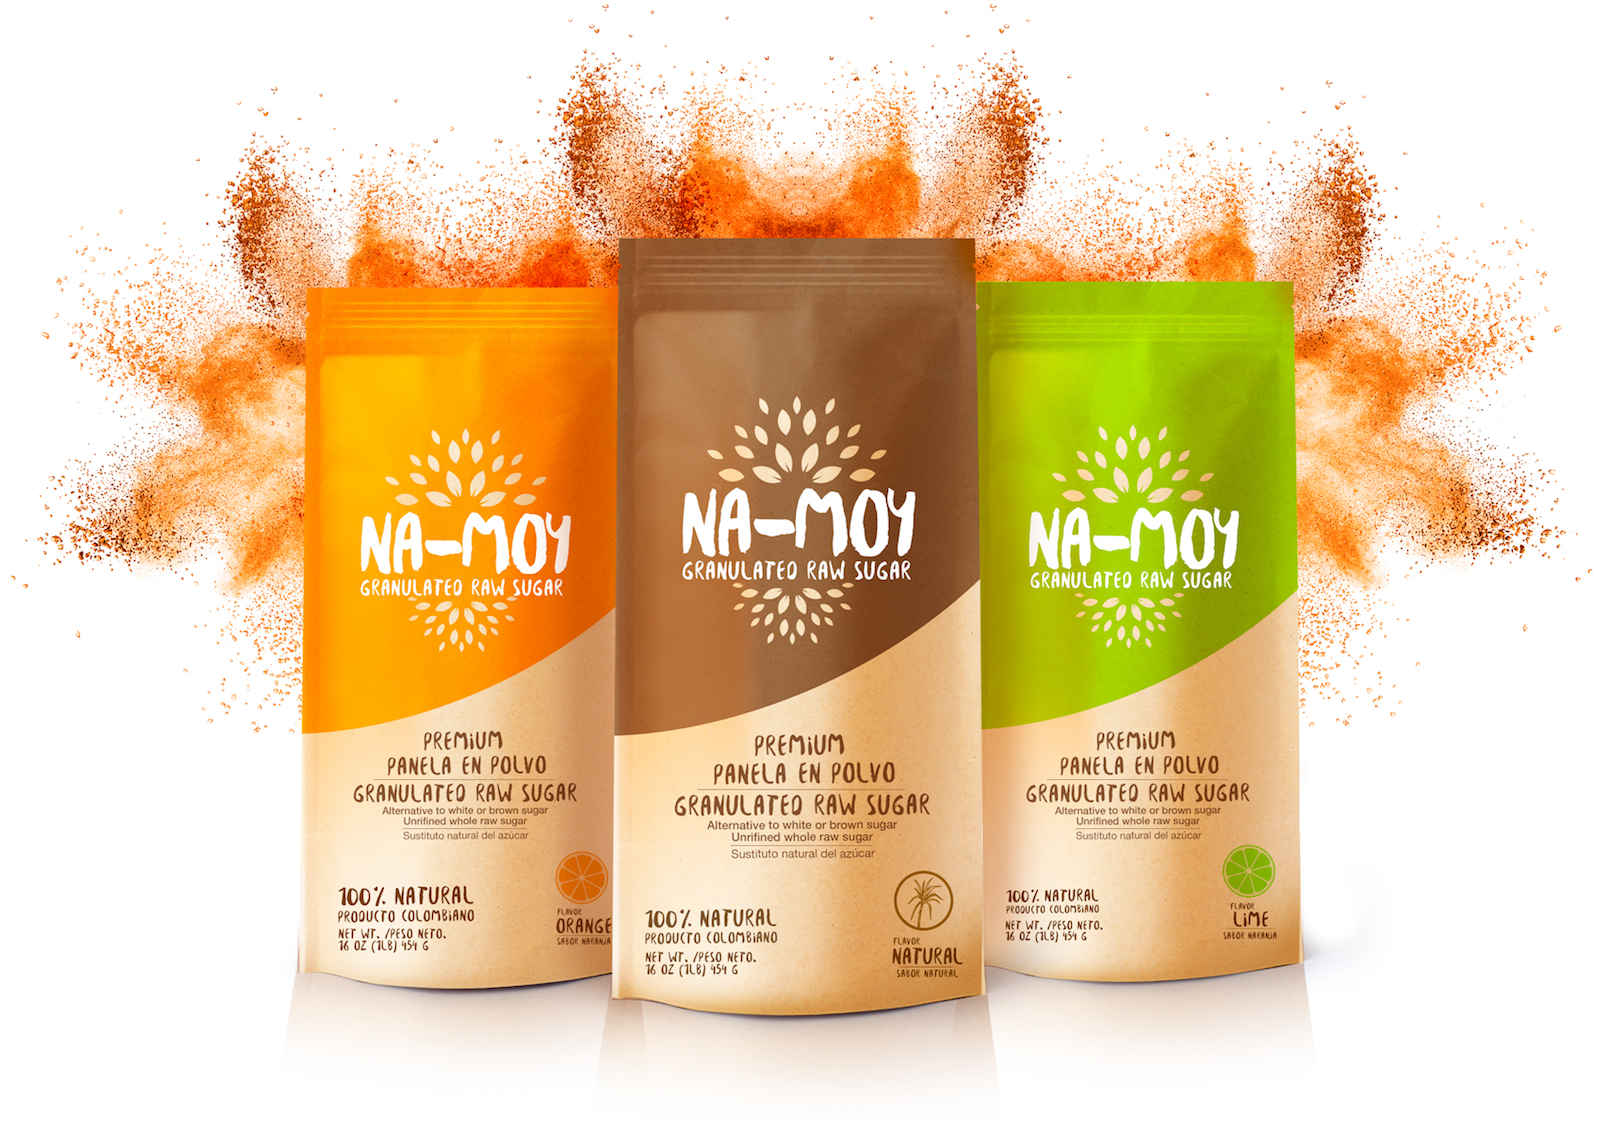 NA-MOY
GRANULATED RAW SUGAR
PREMIUM
PANELA EN POLVO
GRANULATED RAW SUGAR
Alternative to white or brown sugar
Unrifined whole raw sugar
Sustituto natural del azúcar
100% NATURAL
PRODUCTO COLOMBIANO
NET WT. /PESO NETO.
16 OZ (1LB) 454 G
FLAVOR
ORANGE
SABOR NARANJA
NA-MOY
GRANULATED RAW SUGAR
PREMIUM
PANELA EN POLVO
GRANULATED RAW SUGAR
Alternative to white or brown sugar
Unrifined whole raw sugar
Sustituto natural del azúcar
100% NATURAL
PRODUCTO COLOMBIANO
NET WT. /PESO NETO.
16 OZ (1LB) 454 G
FLAVOR
NATURAL
SABOR NATURAL
NA-MOY
GRANULATED RAW SUGAR
PREMIUM
PANELA EN POLVO
GRANULATED RAW SUGAR
Alternative to white or brown sugar
Unrifined whole raw sugar
Sustituto natural del azúcar
100% NATURAL
PRODUCTO COLOMBIANO
NET WT. /PESO NETO.
16 OZ (1LB) 454 G
FLAVOR
LIME
SABOR NARANJA